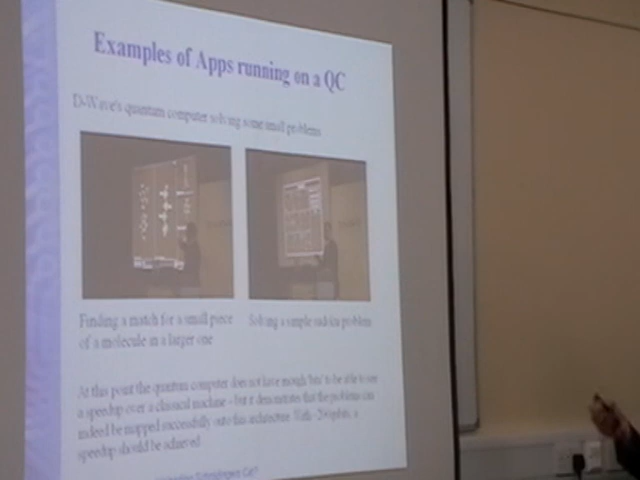 Examples of Apps running on a QC
D-Wave's quantum computer solving some small problems
Finding a match for a small piece
of a molecule in a larger one
Solving a simple sudoku problem
At this point the quantum computer does not have enough 'bits' to be able to see
a speedup over a classical machine - but it demonstrates that the problems can
indeed be mapped successfully onto this architecture. With a
speedup should be achieved